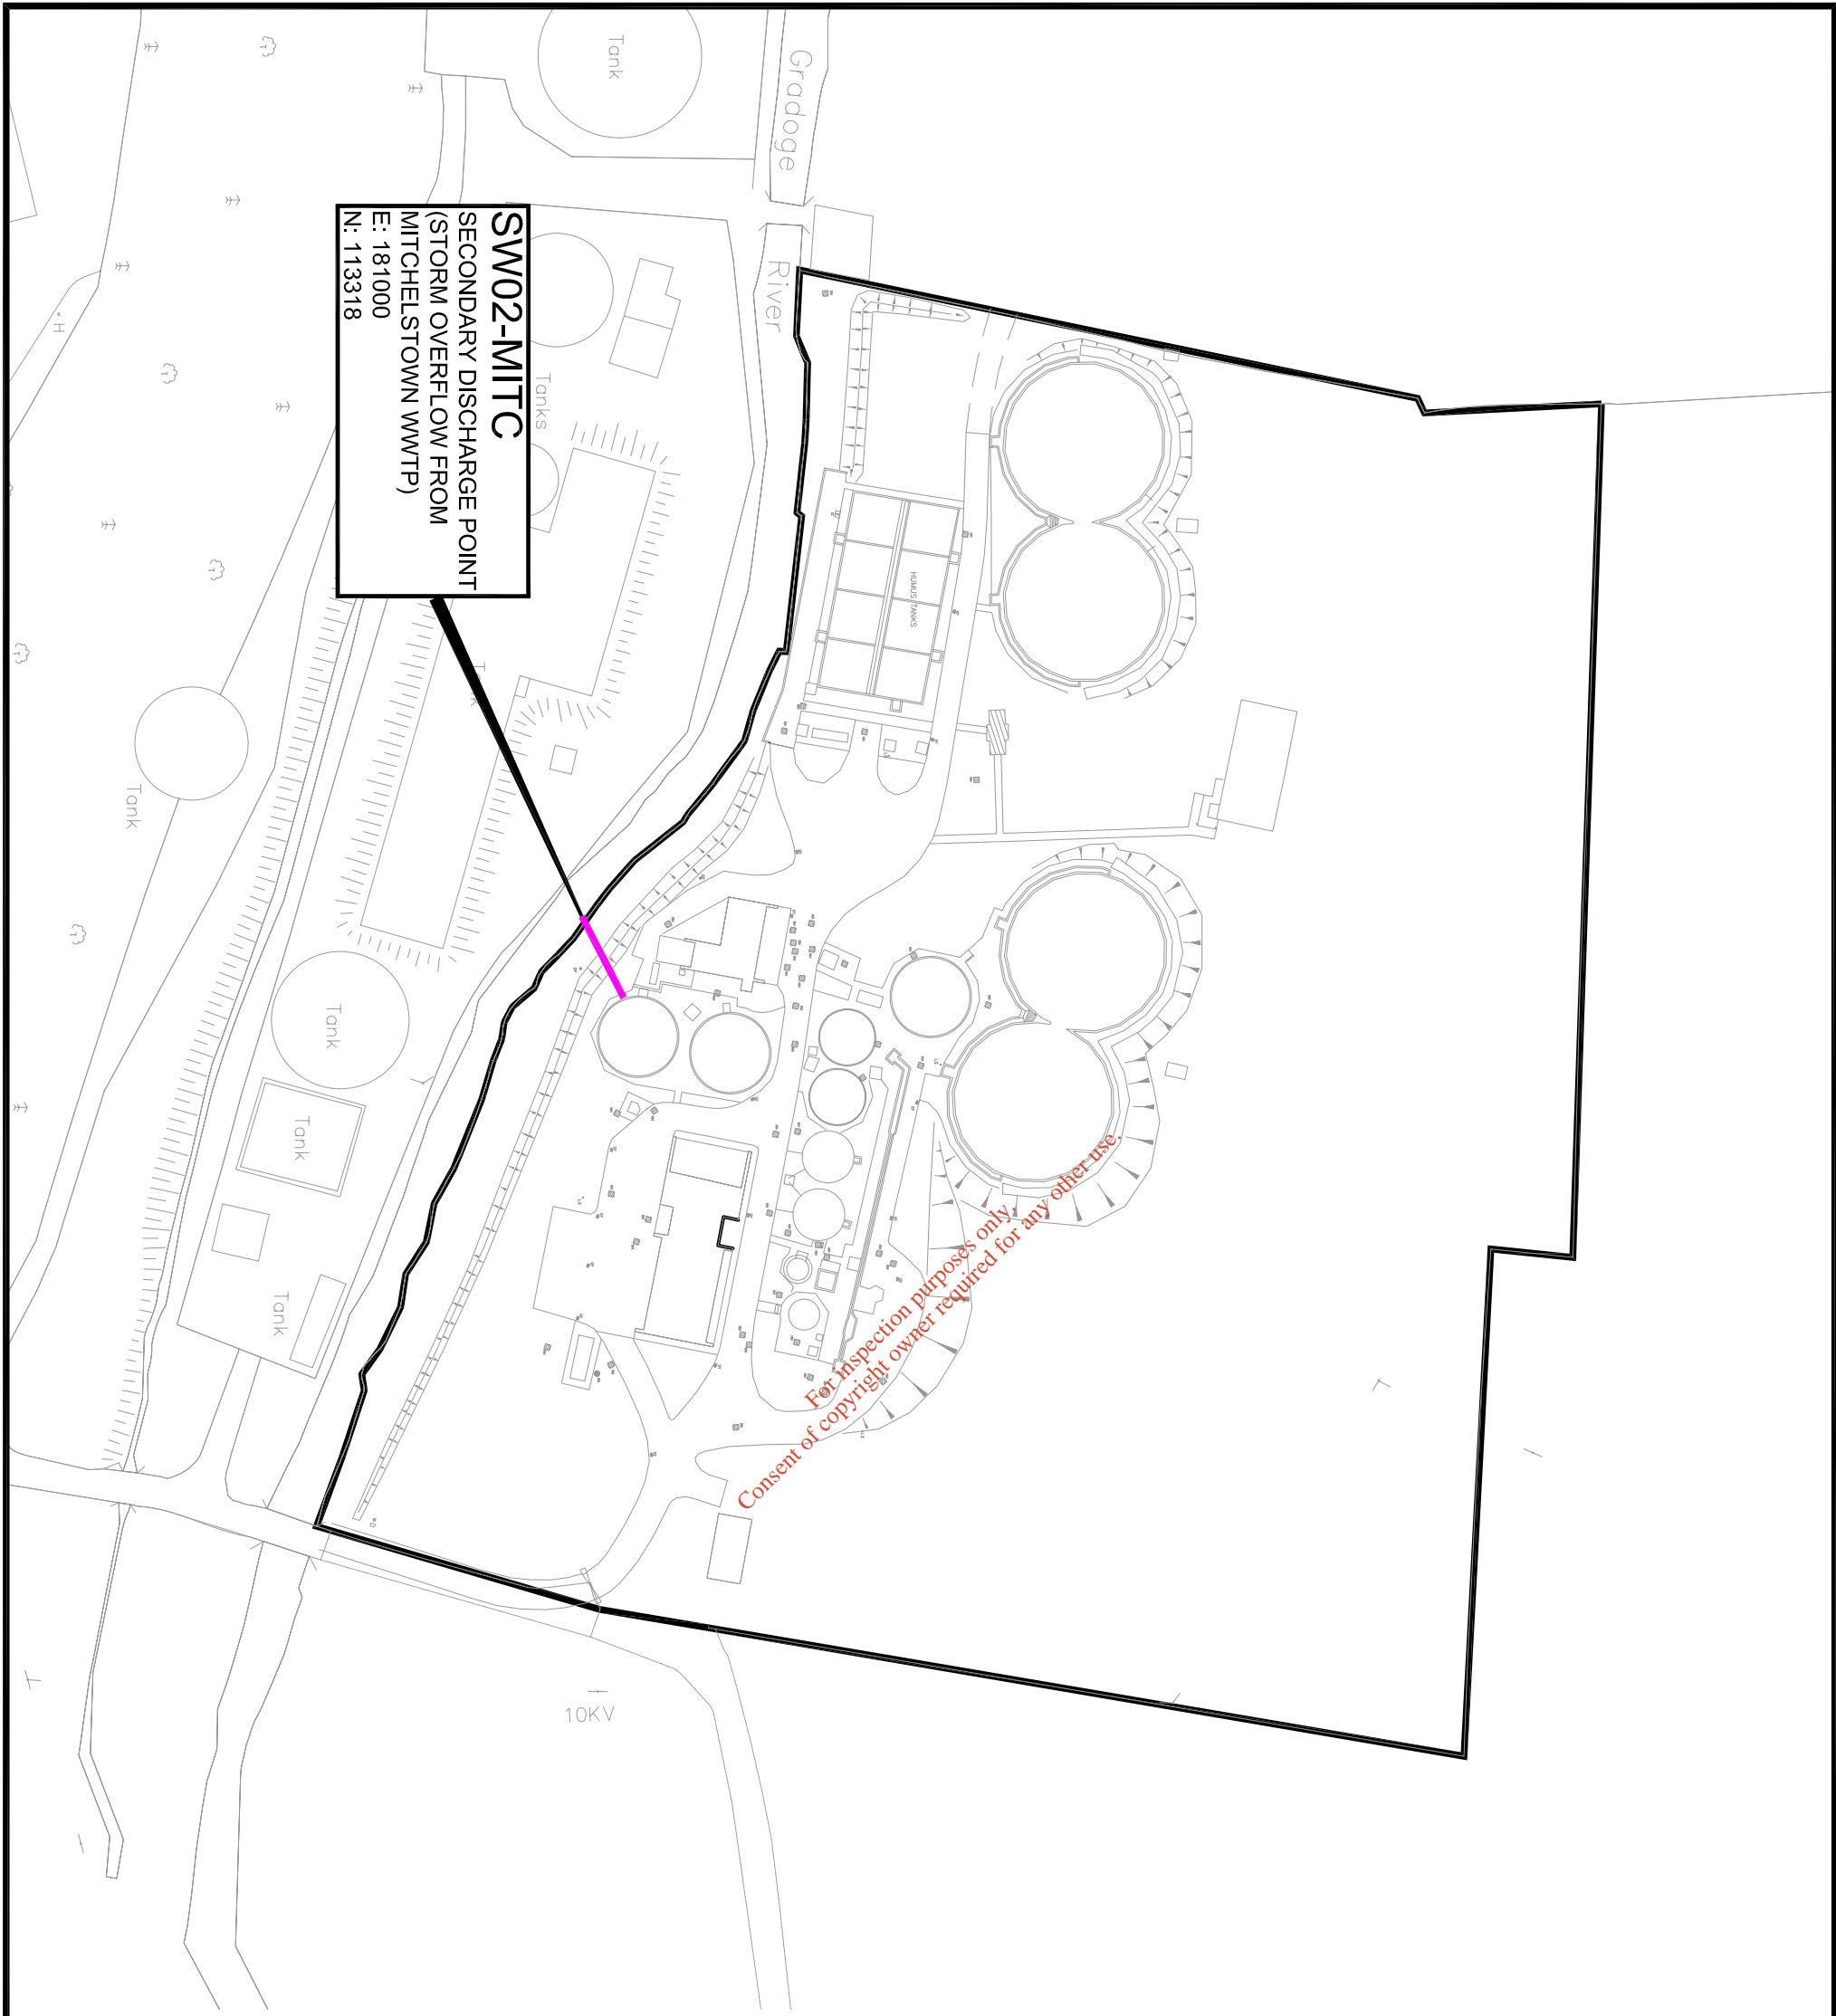 Tank
Gradoge
River
SW02-MITC
SECONDARY DISCHARGE POINT
(STORM OVERFLOW FROM
MITCHELSTOWN WWTP)
E: 181000
N: 113318
Tanks
H
HUMUS TANKS
Tank
Tank
Tank
Tank
For inspection purposes only.
Consent of copyright owner required for any other use.
10KV